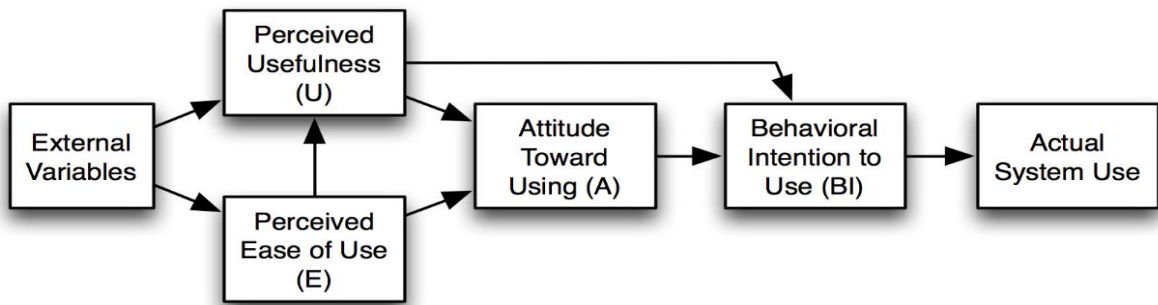 External
Variables
Perceived
Usefulness
(U)
Perceived
Ease of Use
(E)
Attitude
Toward
Using (A)
Behavioral
Intention to
Use (BI)
Actual
System Use